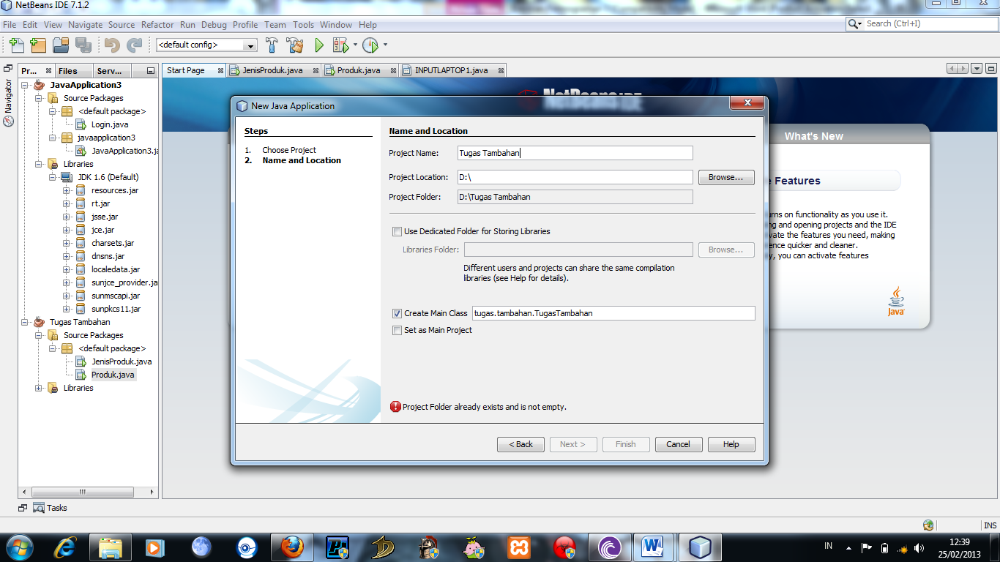 NetBeans IDE 7.1.2
File Edit View Navigate Source Refactor Run Debug Profile Team Tools Window Help
Search (Ctrl+I)
<default config>
Pr... Files Serv...
Start Page JenisProduk.java Produk.java INPUTLAPTOP1.java
Navigator
JavaApplication3
Source Packages
<default package>
Login.java
javaapplication3
JavaApplication3.ja
Libraries
JDK 1.6 (Default)
resources.jar
rt.jar
jsse.jar
jce.jar
charsets.jar
dnsns.jar
localedata.jar
sunjce_provider.ja
sunmscapi.jar
sunpkcs11.jar
Tugas Tambahan
Source Packages
<default package>
JenisProduk.java
Produk.java
Libraries
Tasks
NetBeans IDE
New Java Application
Steps
1. Choose Project
2. Name and Location
Name and Location
Project Name: Tugas Tambahan
Project Location: D:\ Browse...
Project Folder: D:\Tugas Tambahan
Use Dedicated Folder for Storing Libraries
Libraries Folder: Browse...
Different users and projects can share the same compilation
libraries (see Help for details).
Create Main Class tugas.tambahan.TugasTambahan
Set as Main Project
Project Folder already exists and is not empty.
< Back Next > Finish Cancel Help
What's New
Features
on functionality as you use it.
and opening projects and the IDE
the features you need, making
quicker and cleaner.
, you can activate features
Java
INS
IN
12:39
25/02/2013